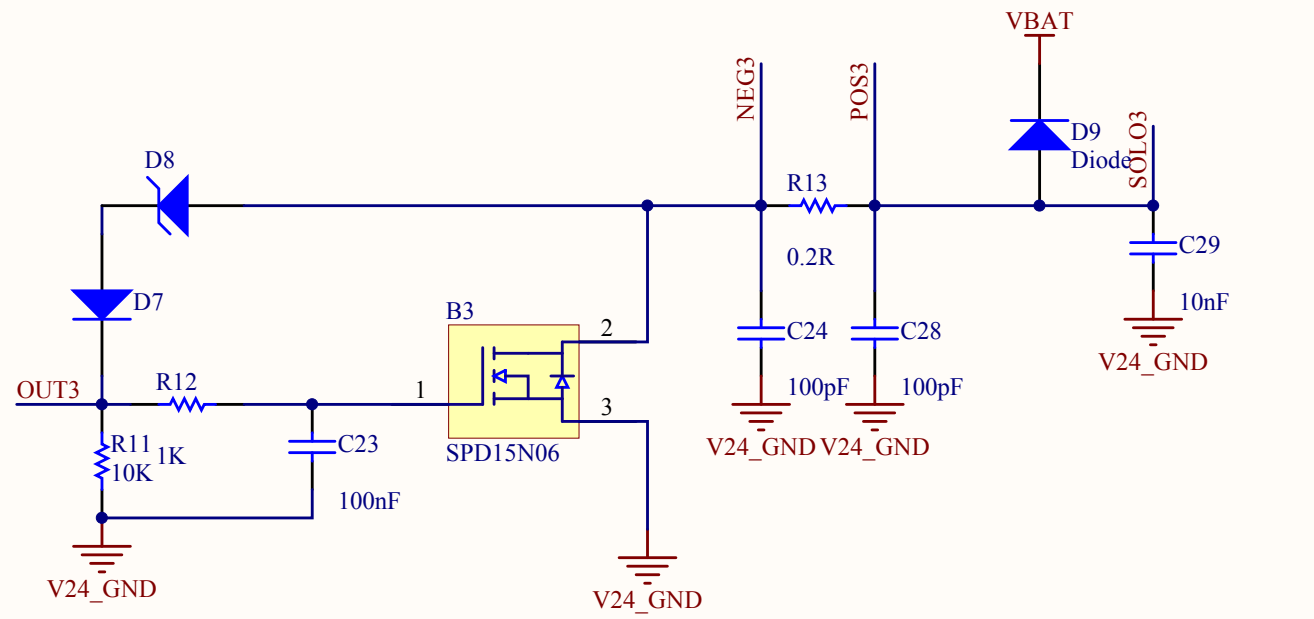 VBAT
NEG3
POS3
D9
Diode
SOLO3
D8
R13
0.2R
C29
10nF
V24_GND
D7
B3
2
C24
C28
100pF
100pF
V24_GND
V24_GND
OUT3
R12
1
3
R11
10K
1K
C23
100nF
SPD15N06
V24_GND
V24_GND